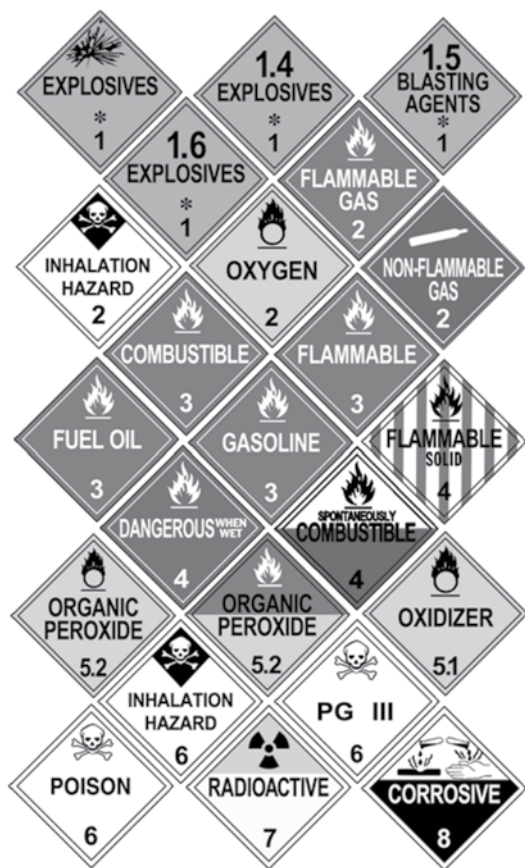 EXPLOSIVES
*
1
1.4
EXPLOSIVES
*
1
1.5
BLASTING
AGENTS
*
1
1.6
EXPLOSIVES
*
1
FLAMMABLE
GAS
2
INHALATION
HAZARD
2
OXYGEN
2
NON-FLAMMABLE
GAS
2
COMBUSTIBLE
3
FLAMMABLE
3
FUEL OIL
3
GASOLINE
3
FLAMMABLE
SOLID
4
DANGEROUS WHEN WET
4
SPONTANEOUSLY
COMBUSTIBLE
4
ORGANIC
PEROXIDE
5.2
ORGANIC
PEROXIDE
5.2
OXIDIZER
5.1
INHALATION
HAZARD
6
PG III
6
POISON
6
RADIOACTIVE
7
CORROSIVE
8